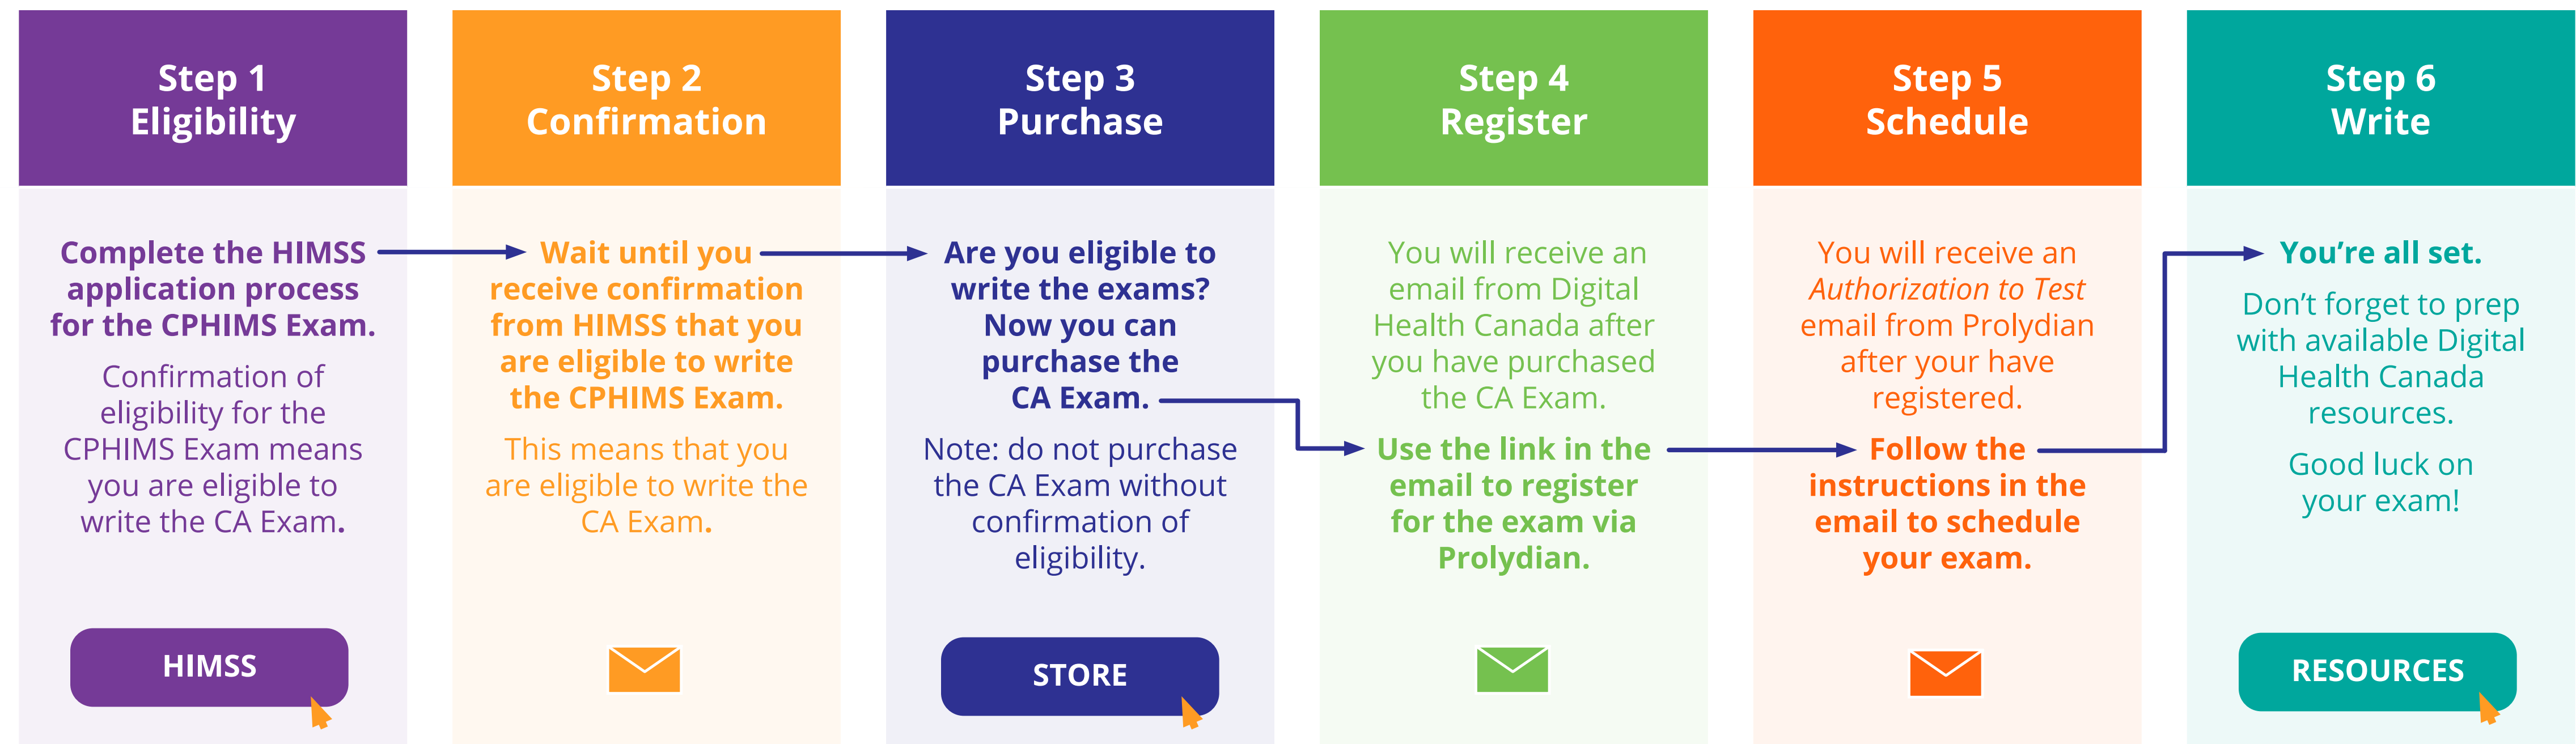 Step 1
Eligibility
Complete the HIMSS
application process
for the CPHIMS Exam.
Confirmation of
eligibility for the
CPHIMS Exam means
you are eligible to
write the CA Exam.
HIMSS
Step 2
Confirmation
Wait until you
receive confirmation
from HIMSS that you
are eligible to write
the CPHIMS Exam.
This means that you
are eligible to write the
CA Exam.
Step 3
Purchase
Are you eligible to
write the exams?
Now you can
purchase the
CA Exam.
Note: do not purchase
the CA Exam without
confirmation of
eligibility.
STORE
Step 4
Register
You will receive an
email from Digital
Health Canada after
you have purchased
the CA Exam.
Use the link in the
email to register
for the exam via
Prolydian.
Step 5
Schedule
You will receive an
Authorization to Test
email from Prolydian
after your have
registered.
Follow the
instructions in the
email to schedule
your exam.
Step 6
Write
You’re all set.
Don’t forget to prep
with available Digital
Health Canada
resources.
Good luck on
your exam!
RESOURCES